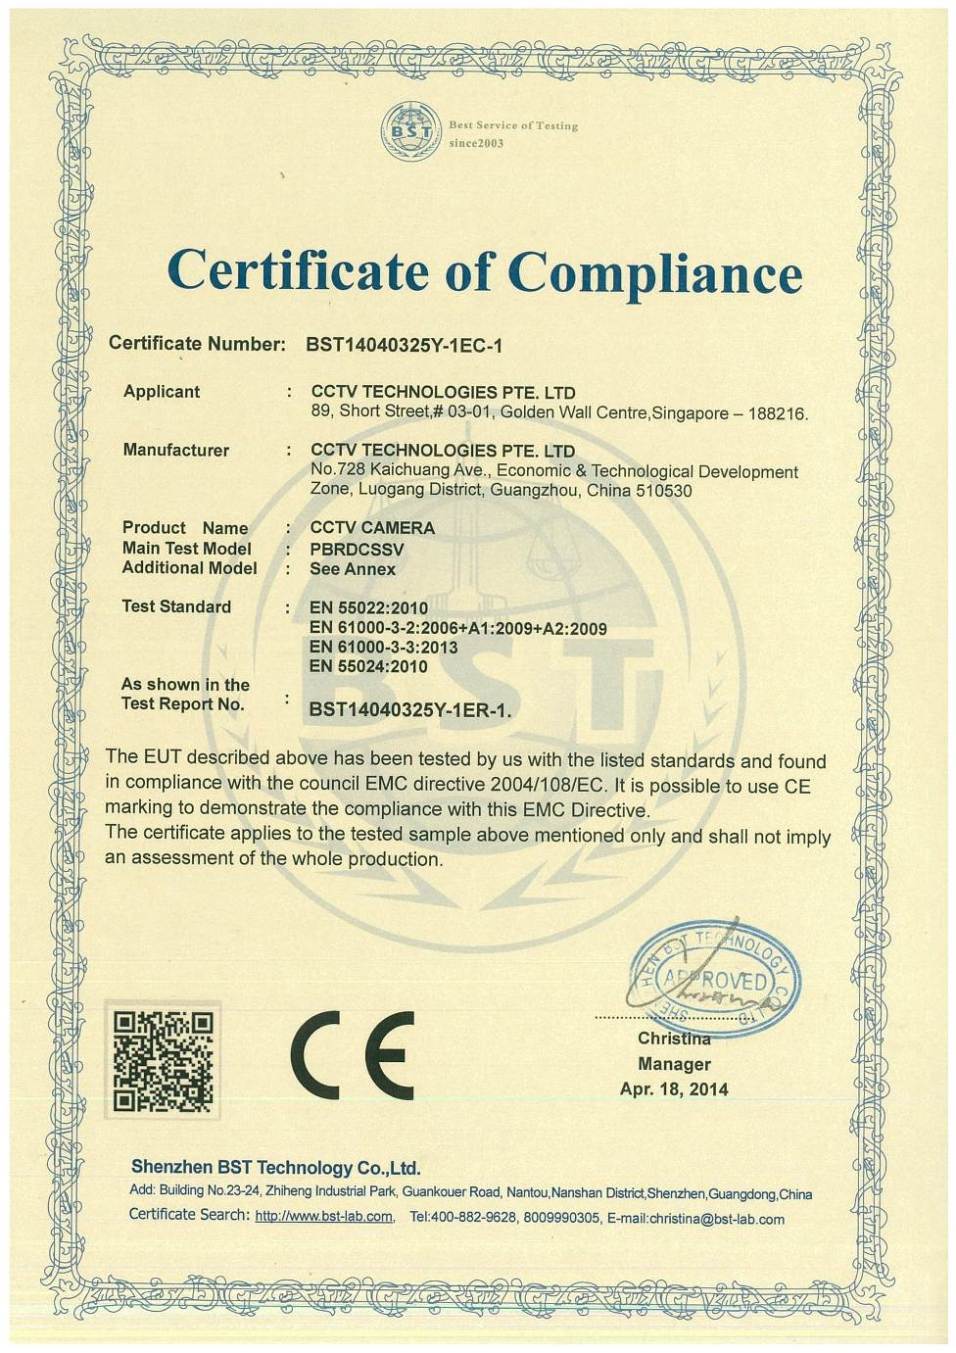 BST
Best Service of Testing
since2003
Certificate of Compliance
Certificate Number: BST14040325Y-1EC-1
Applicant : CCTV TECHNOLOGIES PTE. LTD
89, Short Street,# 03-01, Golden Wall Centre,Singapore – 188216.
Manufacturer : CCTV TECHNOLOGIES PTE. LTD
No.728 Kaichuang Ave., Economic & Technological Development
Zone, Luogang District, Guangzhou, China 510530
Product Name : CCTV CAMERA
Main Test Model : PBRDCSSV
Additional Model : See Annex
Test Standard : EN 55022:2010
EN 61000-3-2:2006+A1:2009+A2:2009
EN 61000-3-3:2013
EN 55024:2010
As shown in the
Test Report No. : BST14040325Y-1ER-1.
BST
The EUT described above has been tested by us with the listed standards and found
in compliance with the council EMC directive 2004/108/EC. It is possible to use CE
marking to demonstrate the compliance with this EMC Directive.
The certificate applies to the tested sample above mentioned only and shall not imply
an assessment of the whole production.
SHENZHEN BST TECHNOLOGY CO.,LTD
APPROVED
CE
Christina
Manager
Apr. 18, 2014
Shenzhen BST Technology Co.,Ltd.
Add: Building No.23-24, Zhiheng Industrial Park, Guankouer Road, Nantou,Nanshan District,Shenzhen,Guangdong,China
Certificate Search: http://www.bst-lab.com, Tel:400-882-9628, 8009990305, E-mail:christina@bst-lab.com